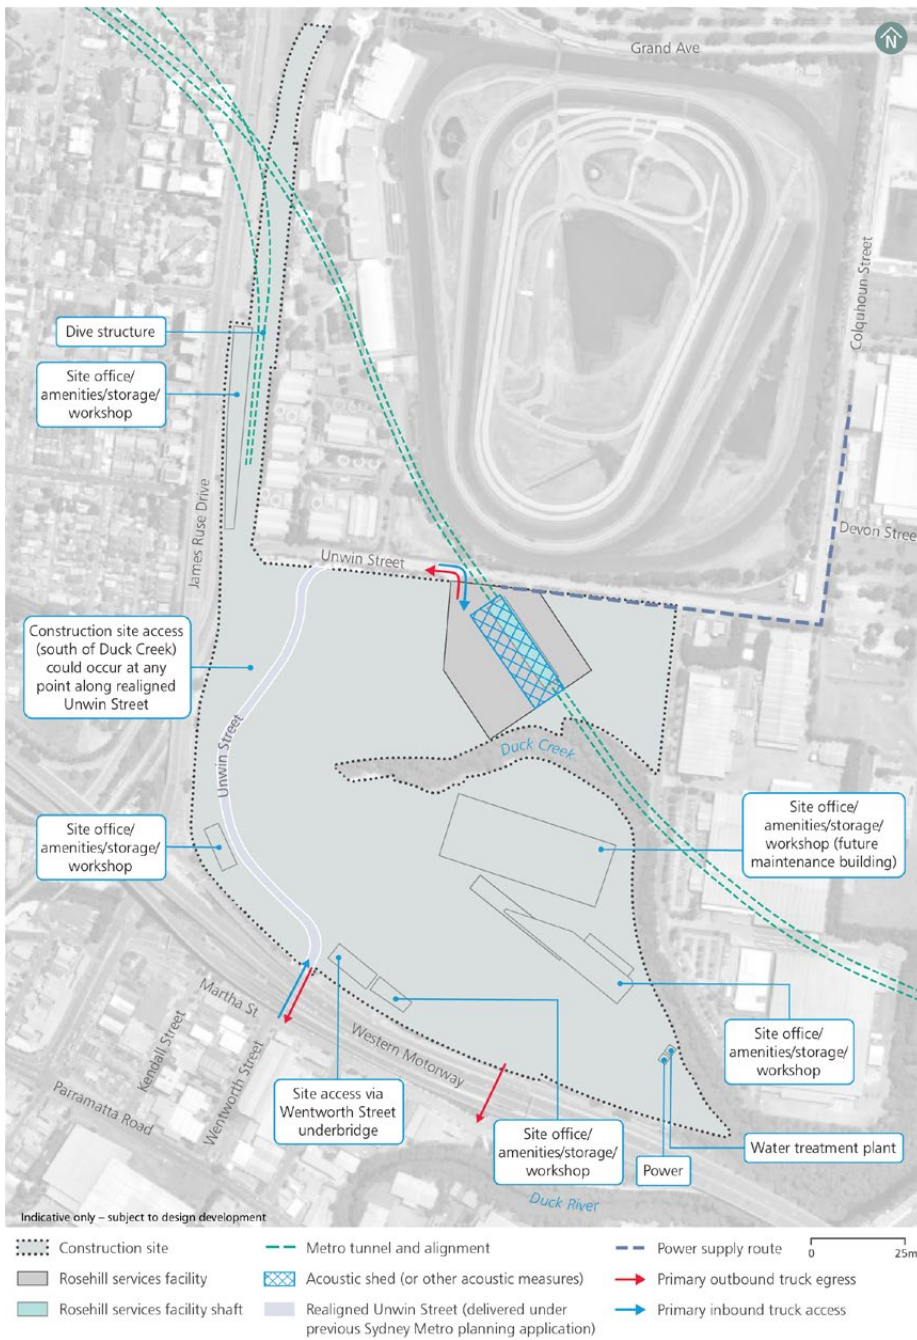 Grand Ave
N
Colquhoun Street
Dive structure
Site office/
amenities/storage/
workshop
James Ruse Drive
Devon Stree
Unwin Street
Construction site access
(south of Duck Creek)
could occur at any
point along realigned
Unwin Street
Unwin Street
Duck Creek
Site office/
amenities/storage/
workshop (future
maintenance building)
Site office/
amenities/storage/
workshop
Martha St
Kendall Street
Wentworth Street
Western Motorway
Parramatta Road
Site office/
amenities/storage/
workshop
Site access via
Wentworth Street
underbridge
Site office/
amenities/storage/
workshop
Power
Water treatment plant
Duck River
Indicative only – subject to design development
Construction site
Metro tunnel and alignment
Power supply route
0 25m
Rosehill services facility
Acoustic shed (or other acoustic measures)
Primary outbound truck egress
Rosehill services facility shaft
Realigned Unwin Street (delivered under
previous Sydney Metro planning application)
Primary inbound truck access